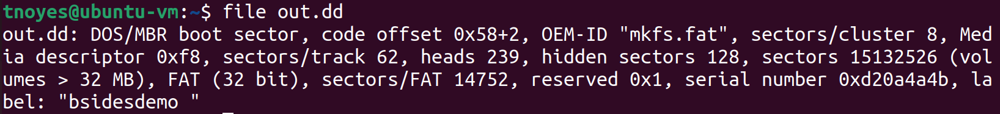 tnoyes@ubuntu-vm:~$ file out.dd
out.dd: DOS/MBR boot sector, code offset 0x58+2, OEM-ID "mkfs.fat", sectors/cluster 8, Med
ia descriptor 0xf8, sectors/track 62, heads 239, hidden sectors 128, sectors 15132526 (vol
umes > 32 MB), FAT (32 bit), sectors/FAT 14752, reserved 0x1, serial number 0xd20a4a4b, la
bel: "bsidesdemo "